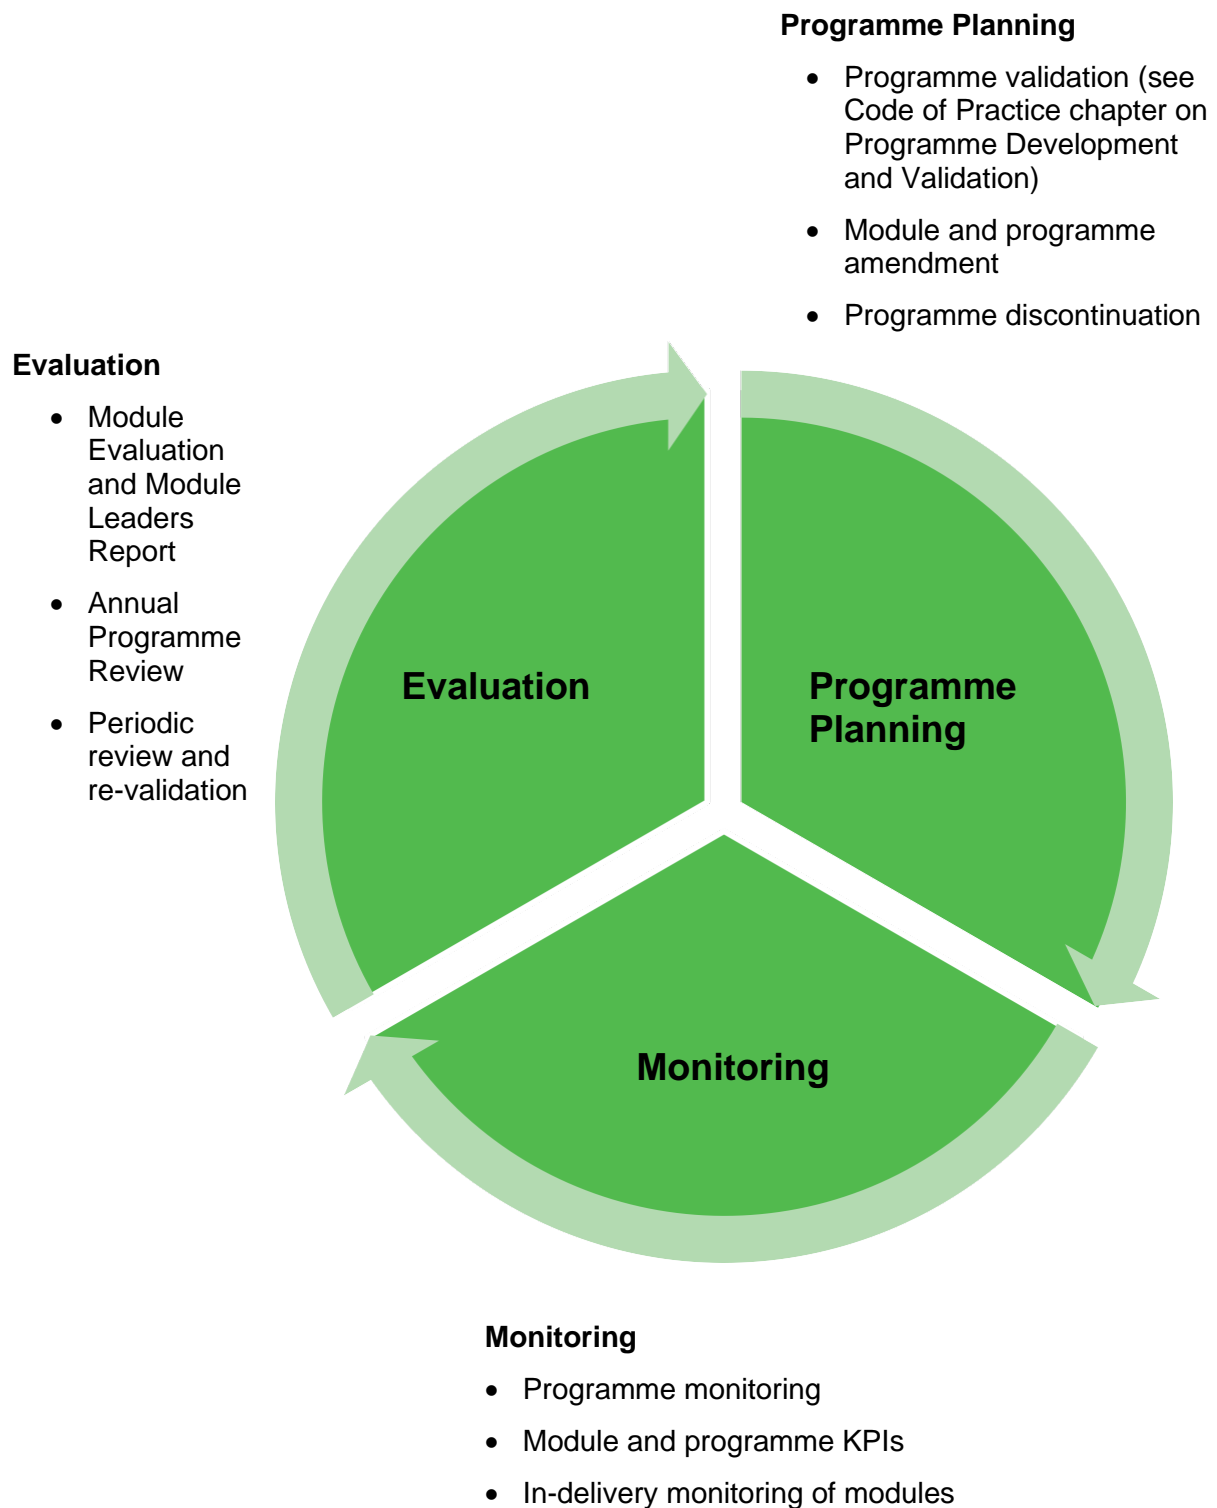 Programme Planning
• Programme validation (see
Code of Practice chapter on
Programme Development
and Validation)
• Module and programme
amendment
• Programme discontinuation
Evaluation
• Module
Evaluation
and Module
Leaders
Report
• Annual
Programme
Review
• Periodic
review and
re-validation
Evaluation
Programme
Planning
Monitoring
Monitoring
• Programme monitoring
• Module and programme KPIs
• In-delivery monitoring of modules